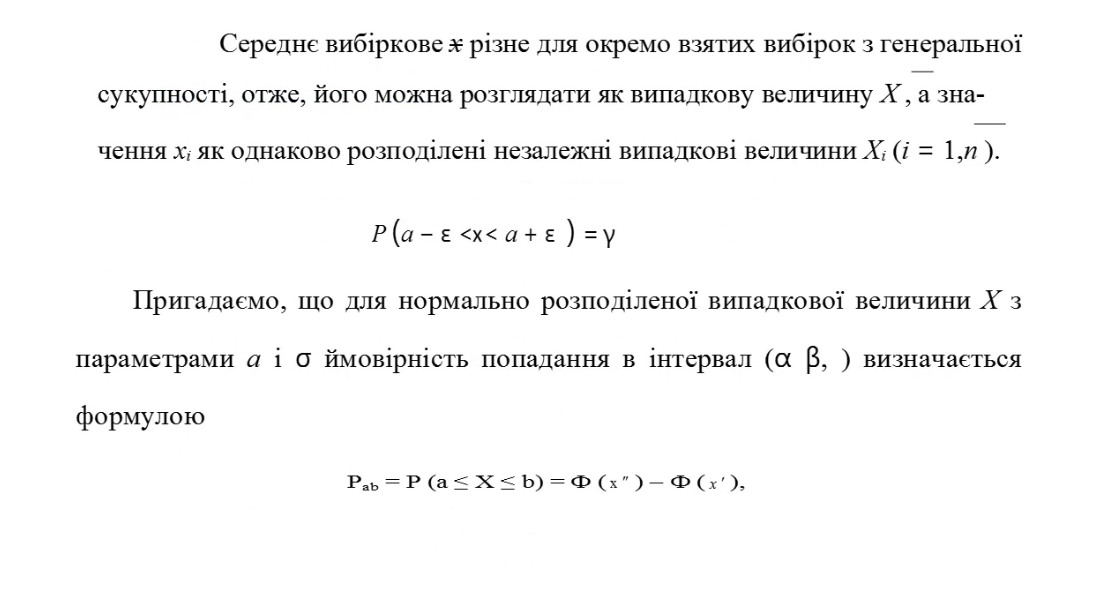 Середнє вибіркове x̶ різне для окремо взятих вибірок з генеральної
сукупності, отже, його можна розглядати як випадкову величину X̅, а зна-
чення xᵢ як однаково розподілені незалежні випадкові величини Xᵢ (i = 1,n ).
P (a − ε <x< a + ε ) = γ
Пригадаємо, що для нормально розподіленої випадкової величини X з
параметрами a і σ ймовірність попадання в інтервал (α β, ) визначається
формулою
Pab = P (a ≤ X ≤ b) = Ф (x″) – Ф (x′),